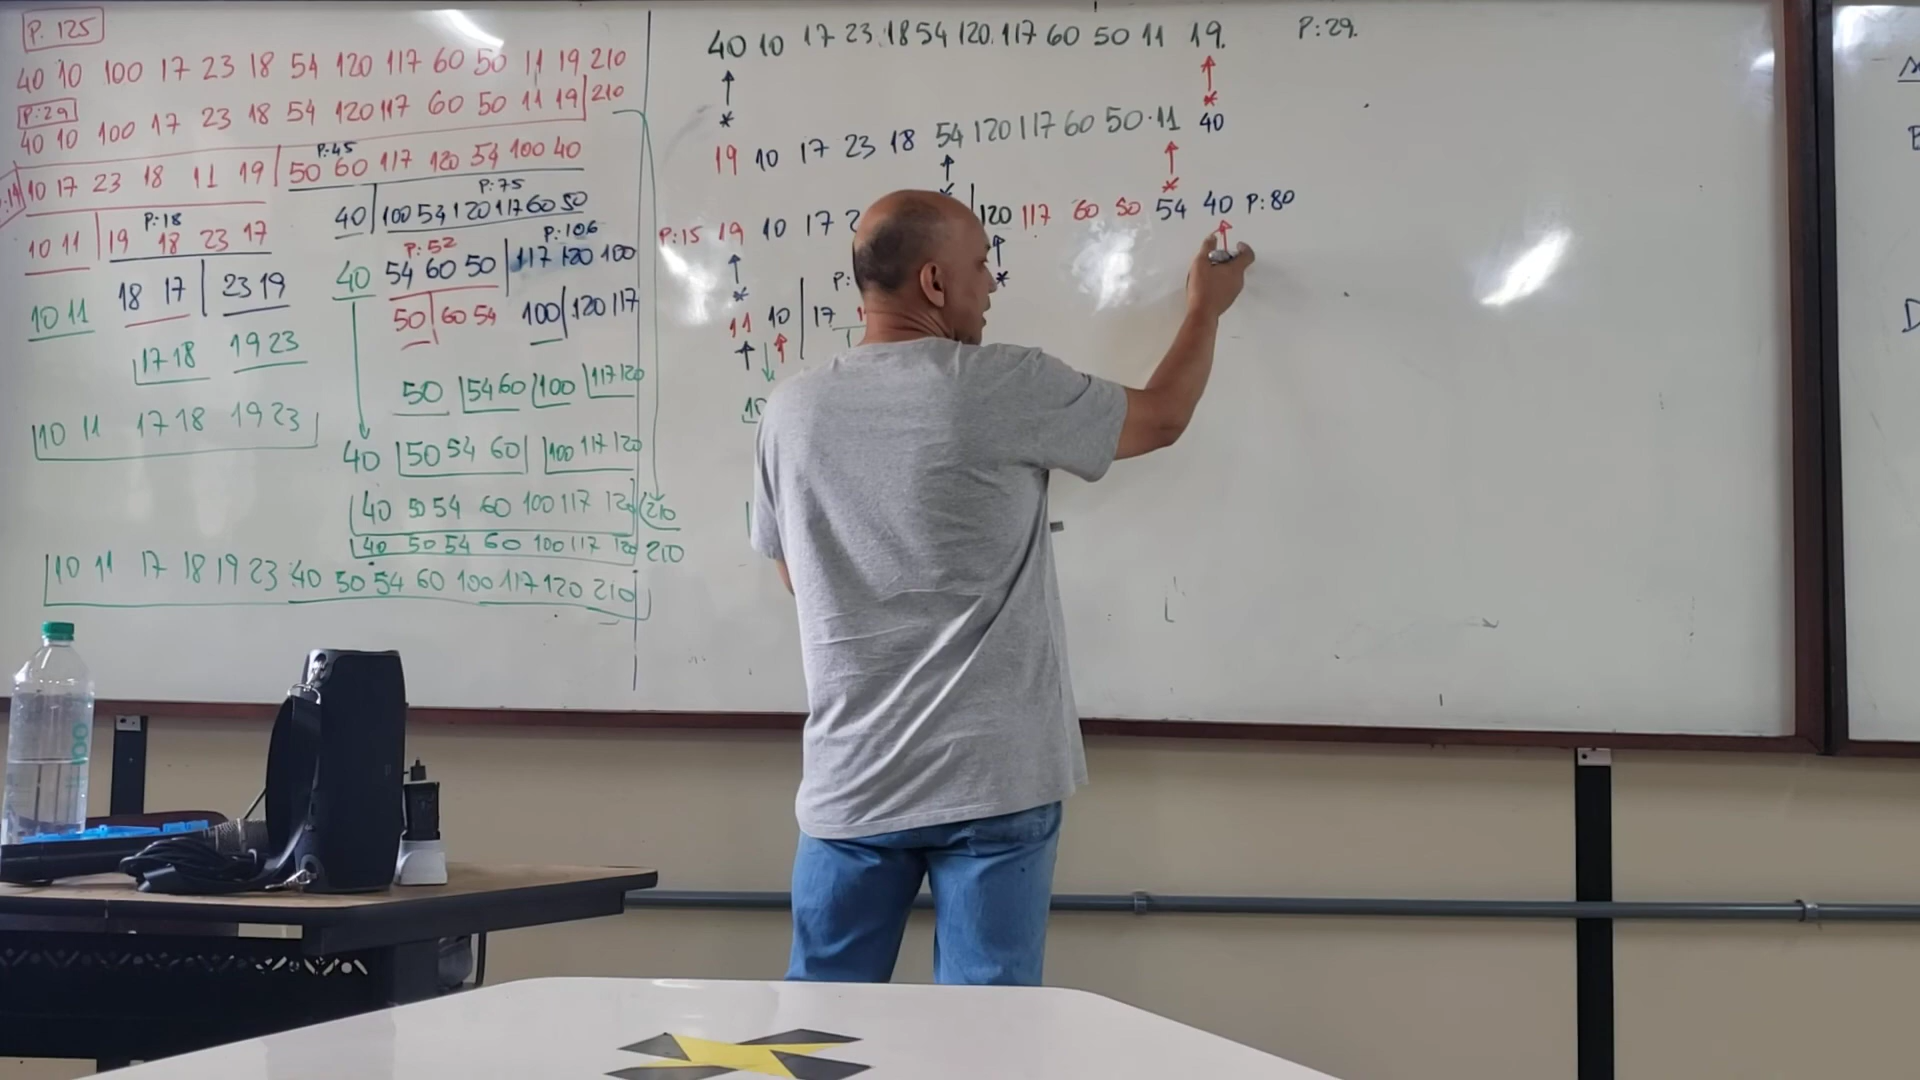 P. 125
40 10 100 17 23 18 54 120 117 60 50 11 19 210
P:29
40 10 100 17 23 18 54 120 117 60 50 11 19 | 210
10 17 23 18 11 19 | 50 60 117 120 54 100 40
P:45
10 11 | 19 18 23 17
P:18
10 11 18 17 | 23 19
17 18 19 23
10 11 17 18 19 23
P:75
40 | 100 54 120 117 60 50
P:52 P:106
40 54 60 50 | 117 120 100
50 | 60 54 100 | 120 117
50 54 60 100 117 120
40 50 54 60 100 117 120
40 50 54 60 100 117 120 210
40 50 54 60 100 117 120 210
10 11 17 18 19 23 40 50 54 60 100 117 120 210
40 10 17 23 18 54 120 117 60 50 11 19 P:29.
19 10 17 23 18 54 120 117 60 50 11 40
P:15 19 10 17 2 | 120 117 60 50 54 40 P:80
P:
11 10 | 17
10